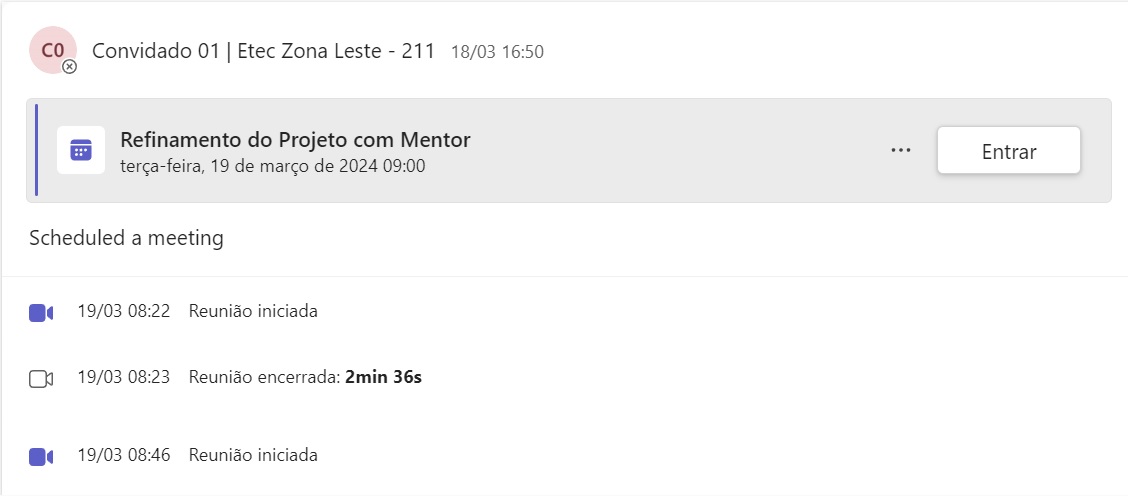 C0
Convidado 01 | Etec Zona Leste - 211 18/03 16:50
Refinamento do Projeto com Mentor
terça-feira, 19 de março de 2024 09:00
... Entrar
Scheduled a meeting
19/03 08:22 Reunião iniciada
19/03 08:23 Reunião encerrada: 2min 36s
19/03 08:46 Reunião iniciada